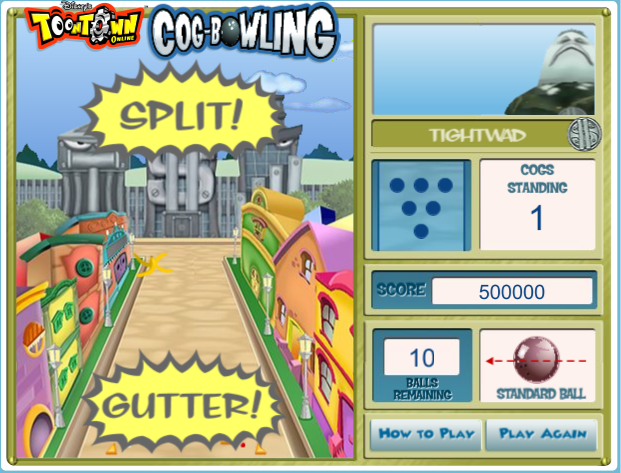 Disney's
TOONTOWN
ONLINE
COG-BOWLING
SPLIT!
GUTTER!
TIGHTWAD
COGS
STANDING
1
SCORE 500000
10
BALLS
REMAINING
STANDARD BALL
HOW TO PLAY
PLAY AGAIN